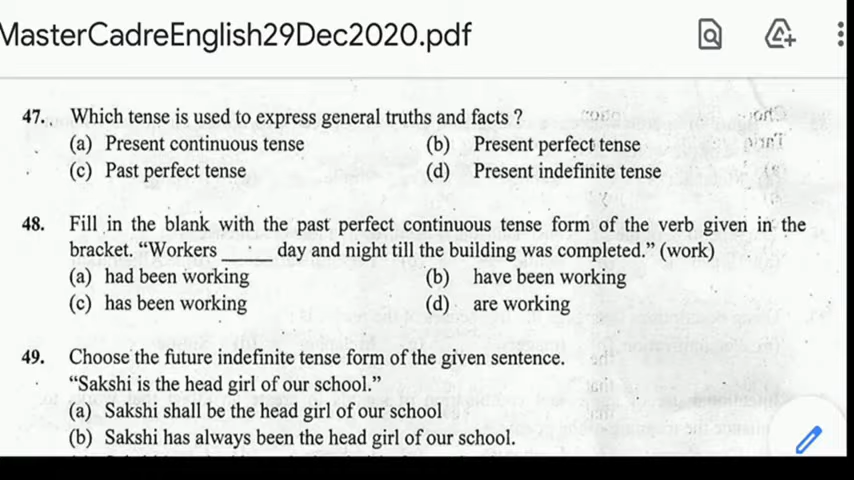 MasterCadreEnglish29Dec2020.pdf
47. Which tense is used to express general truths and facts ?
(a) Present continuous tense (b) Present perfect tense
(c) Past perfect tense (d) Present indefinite tense
48. Fill in the blank with the past perfect continuous tense form of the verb given in the
bracket. “Workers _____ day and night till the building was completed.” (work)
(a) had been working (b) have been working
(c) has been working (d) are working
49. Choose the future indefinite tense form of the given sentence.
“Sakshi is the head girl of our school.”
(a) Sakshi shall be the head girl of our school
(b) Sakshi has always been the head girl of our school.